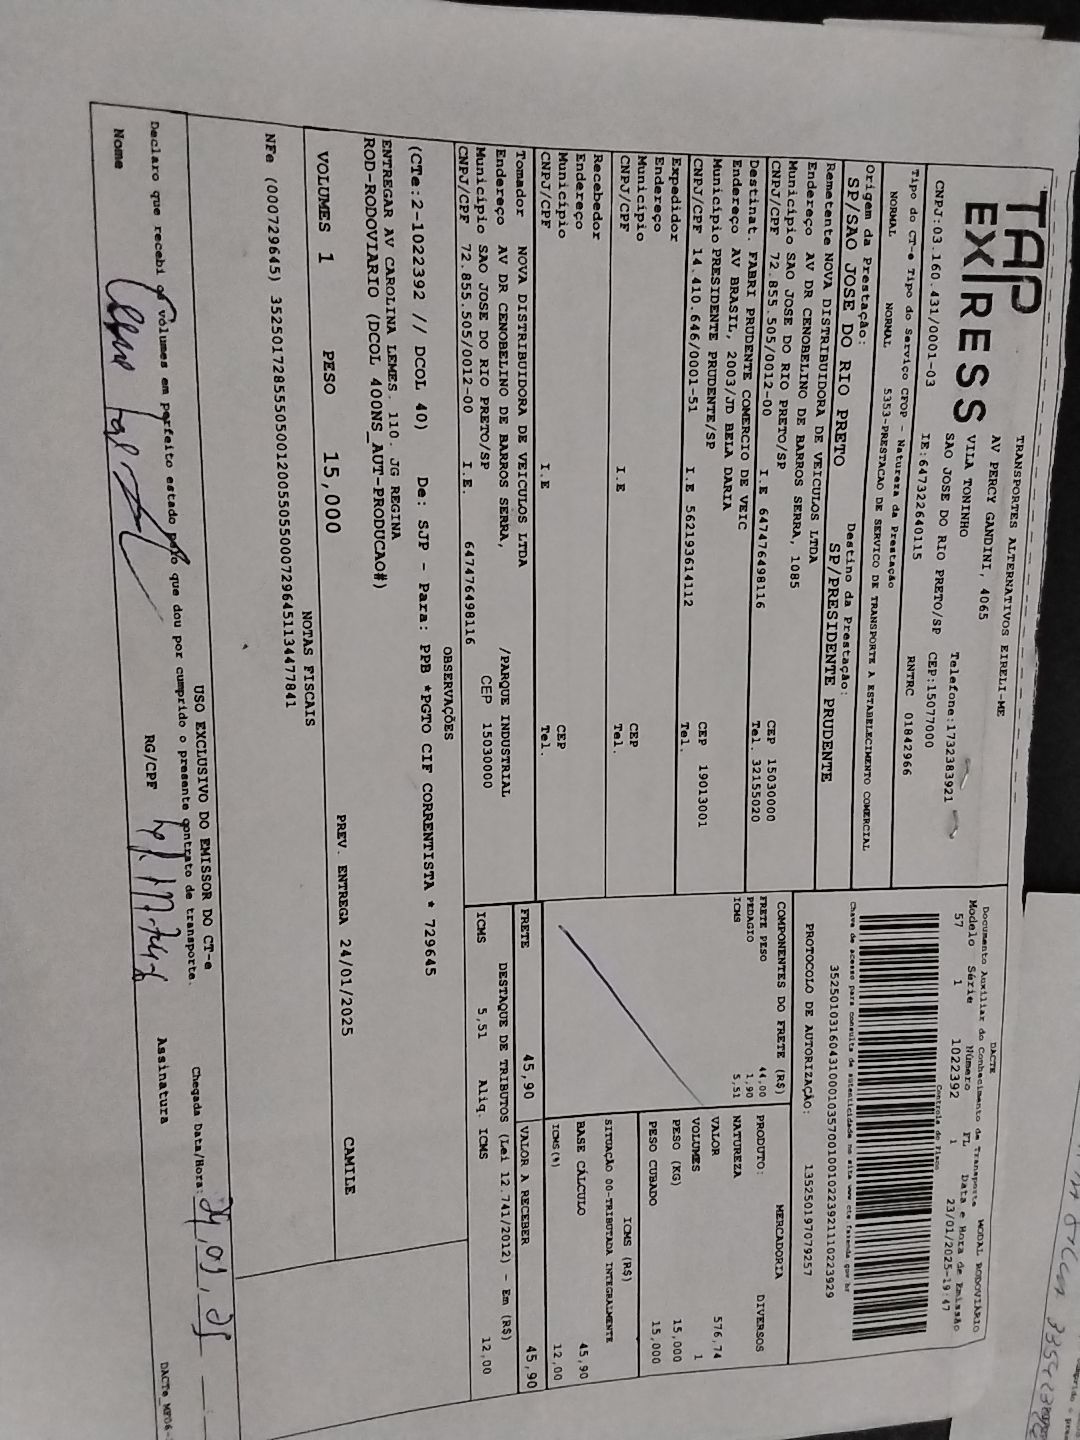 TAP
EXPRESS
TRANSPORTES ALTERNATIVOS EIRELI-ME
AV PERCY GANDINI, 4065
VILA TONINHO
SAO JOSE DO RIO PRETO/SP
Telefone:1732383921
CEP:15077000
CNPJ:03.160.431/0001-03
IE:647322640115
RNTRC 01842966
Tipo do CT-e Tipo do Serviço CFOP - Natureza da Prestação
NORMAL NORMAL 5353-PRESTACAO DE SERVICO DE TRANSPORTE A ESTABELECIMENTO COMERCIAL
Origem da Prestação: Destino da Prestação:
SP/SAO JOSE DO RIO PRETO SP/PRESIDENTE PRUDENTE
Remetente NOVA DISTRIBUIDORA DE VEICULOS LTDA
Endereço AV DR CENOBELINO DE BARROS SERRA, 1085
Município SAO JOSE DO RIO PRETO/SP CEP 15030000
CNPJ/CPF 72.855.505/0012-00 I.E 647476498116 Tel. 32155020
Destinat. FABRI PRUDENTE COMERCIO DE VEIC
Endereço AV BRASIL, 2003/JD BELA DARIA
Município PRESIDENTE PRUDENTE/SP CEP 19013001
CNPJ/CPF 14.410.646/0001-51 I.E 562193614112 Tel.
Expedidor
Endereço
Município CEP
CNPJ/CPF I.E Tel.
Recebedor
Endereço
Município CEP
CNPJ/CPF I.E Tel.
Tomador NOVA DISTRIBUIDORA DE VEICULOS LTDA
Endereço AV DR CENOBELINO DE BARROS SERRA, /PARQUE INDUSTRIAL
Município SAO JOSE DO RIO PRETO/SP CEP 15030000
CNPJ/CPF 72.855.505/0012-00 I.E. 647476498116
DACTE MODAL RODOVIÁRIO
Documento Auxiliar do Conhecimento de Transporte
Modelo Série Número FL Data e Hora de Emissão
57 1 1022392 1 23/01/2025-19:47
Controle do Fisco
Chave de acesso para consulta de autenticidade no site www.cte.fazenda.gov.br
35250103160431000103570010010223921110223929
PROTOCOLO DE AUTORIZAÇÃO: 135250197079257
COMPONENTES DO FRETE (R$)
FRETE PESO 44,00
PEDAGIO 1,90
ICMS 5,51
MERCADORIA
PRODUTO: DIVERSOS
NATUREZA
VALOR 576,74
VOLUMES 1
PESO (KG) 15,000
PESO CUBADO 15,000
ICMS (R$)
SITUAÇÃO 00-TRIBUTADA INTEGRALMENTE
BASE CÁLCULO 45,90
ICMS(%) 12,00
FRETE 45,90 VALOR A RECEBER 45,90
DESTAQUE DE TRIBUTOS (Lei 12.741/2012) - Em (R$)
ICMS 5,51 Aliq. ICMS 12,00
OBSERVAÇÕES
(CTe:2-1022392 // DCOL 40) De: SJP - Para: PPB *PGTO CIF CORRENTISTA * 729645
ENTREGAR AV CAROLINA LEMES. 110. JG REGINA
ROD-RODOVIARIO (DCOL 400NS_AUT-PRODUCAO#)
VOLUMES 1 PESO 15,000 PREV. ENTREGA 24/01/2025 CAMILE
NOTAS FISCAIS
NFe (000729645) 35250172855505001200550550007296451134477841
USO EXCLUSIVO DO EMISSOR DO CT-e
Declaro que recebi os volumes em perfeito estado pelo que dou por cumprido o presente contrato de transporte.
Chegada Data/Hora: 24,01,25
Nome RG/CPF Assinatura